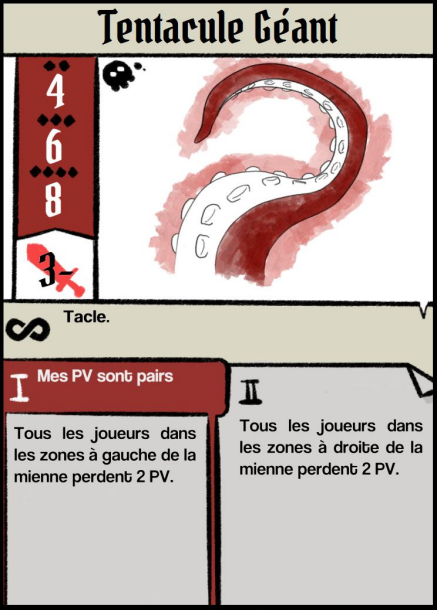 Tentacule Géant
4
6
8
3-
Tacle.
I Mes PV sont pairs
Tous les joueurs dans
les zones à gauche de la
mienne perdent 2 PV.
II
Tous les joueurs dans
les zones à droite de la
mienne perdent 2 PV.